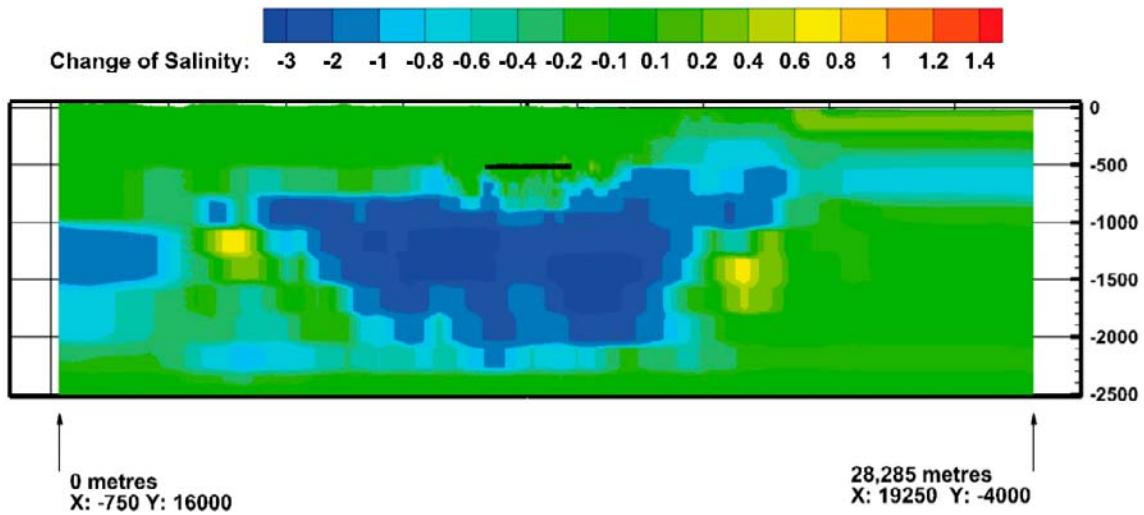 Change of Salinity: -3 -2 -1 -0.8 -0.6 -0.4 -0.2 -0.1 0.1 0.2 0.4 0.6 0.8 1 1.2 1.4
0
-500
-1000
-1500
-2000
-2500
0 metres
X: -750 Y: 16000
28,285 metres
X: 19250 Y: -4000